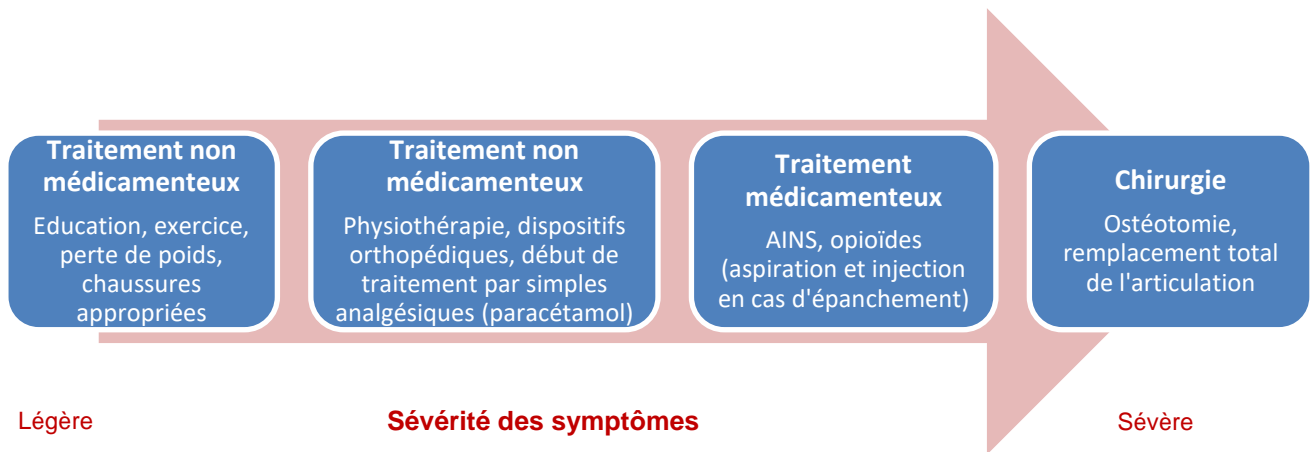 Traitement non
médicamenteux
Education, exercice,
perte de poids,
chaussures
appropriées
Traitement non
médicamenteux
Physiothérapie, dispositifs
orthopédiques, début de
traitement par simples
analgésiques (paracétamol)
Traitement
médicamenteux
AINS, opioïdes
(aspiration et injection
en cas d'épanchement)
Chirurgie
Ostéotomie,
remplacement total
de l'articulation
Légère
Sévérité des symptômes
Sévère